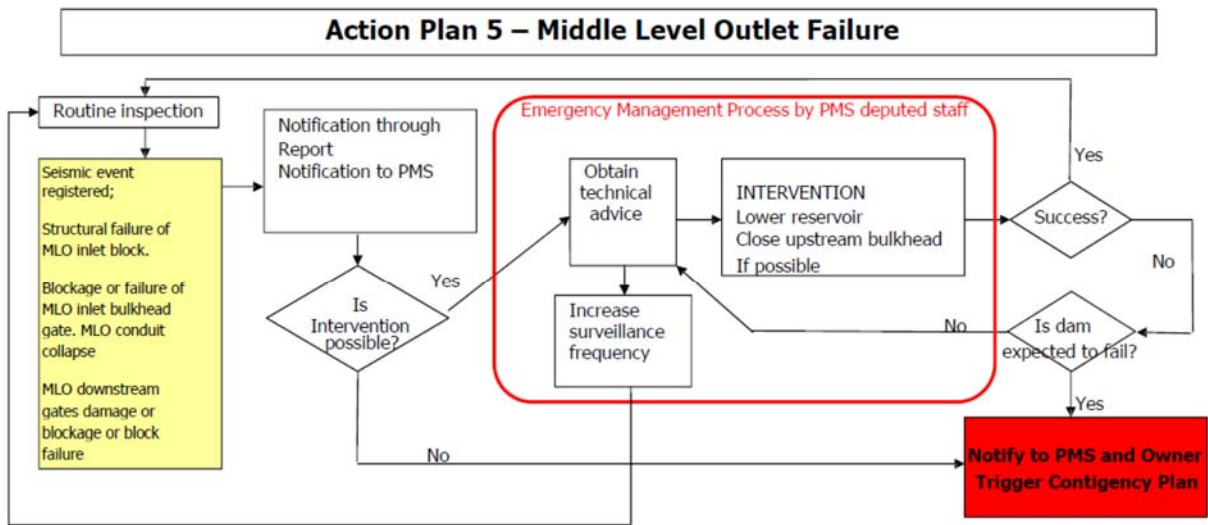 Action Plan 5 – Middle Level Outlet Failure
Routine inspection
Seismic event
registered;
Structural failure of
MLO inlet block.
Blockage or failure of
MLO inlet bulkhead
gate. MLO conduit
collapse
MLO downstream
gates damage or
blockage or block
failure
Notification through
Report
Notification to PMS
Is
Intervention
possible?
Yes
No
Emergency Management Process by PMS deputed staff
Obtain
technical
advice
Increase
surveillance
frequency
INTERVENTION
Lower reservoir
Close upstream bulkhead
If possible
Yes
Success?
No
No
Is dam
expected to fail?
Yes
Notify to PMS and Owner
Trigger Contigency Plan